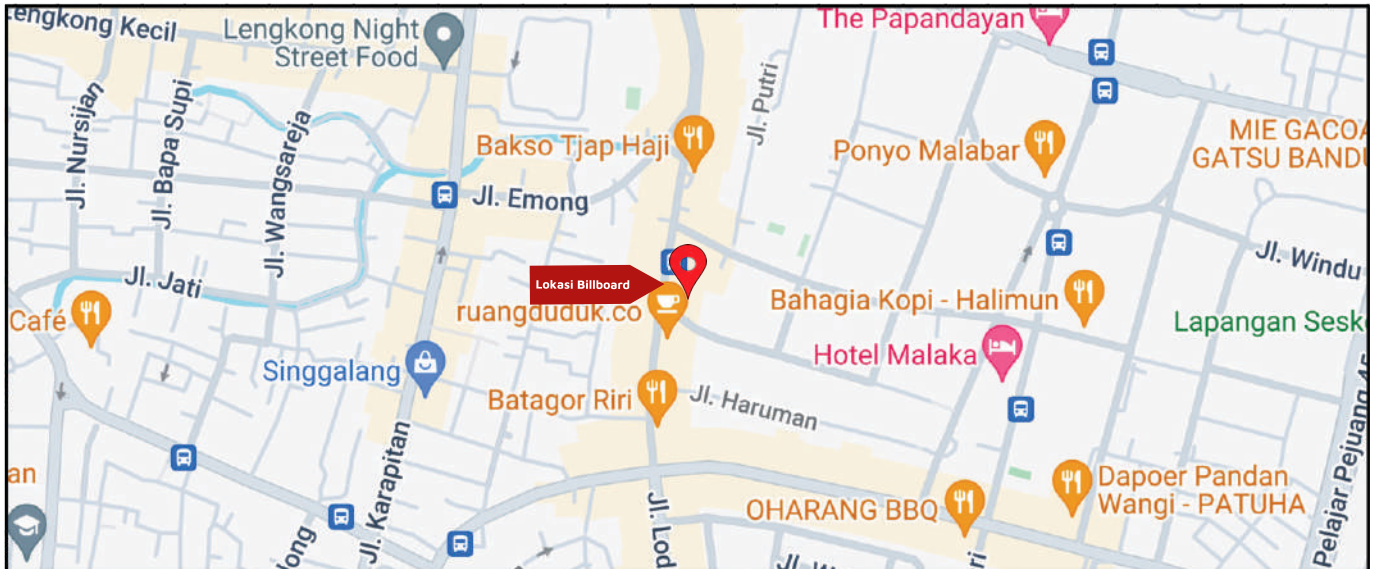 Lengkong Kecil
Lengkong Night
Street Food
The Papandayan
Jl. Nursijan
Jl. Bapa Supi
Jl. Wangsareja
Bakso Tjap Haji
Jl. Putri
Ponyo Malabar
MIE GACOA
GATSU BANDU
Jl. Emong
Jl. Windu
Jl. Jati
Lokasi Billboard
ruangduduk.co
Bahagia Kopi - Halimun
Café
Lapangan Sesk
Singgalang
Hotel Malaka
Batagor Riri
Jl. Haruman
Jl. Karapitan
Pelajar Pejuang 45
an
Dapoer Pandan
Wangi - PATUHA
OHARANG BBQ
Jl. Lod
ong
ri
Jl. W